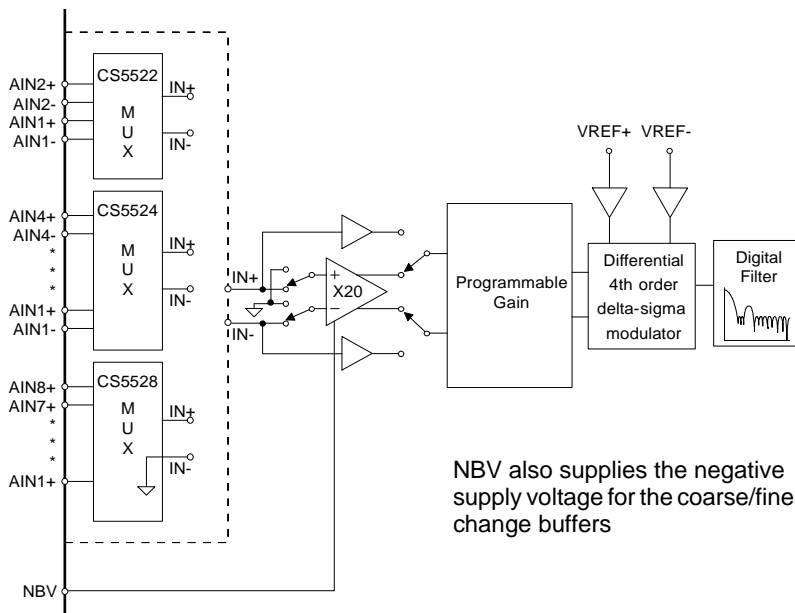 CS5522
AIN2+
AIN2-
AIN1+
AIN1-
M
U
X
IN+
IN-
CS5524
AIN4+
AIN4-
*
*
*
AIN1+
AIN1-
M
U
X
IN+
IN-
CS5528
AIN8+
AIN7+
*
*
*
AIN1+
M
U
X
IN+
IN-
NBV
IN+
IN-
+
X20
−
Programmable
Gain
VREF+ VREF-
Differential
4th order
delta-sigma
modulator
Digital
Filter
NBV also supplies the negative
supply voltage for the coarse/fine
change buffers